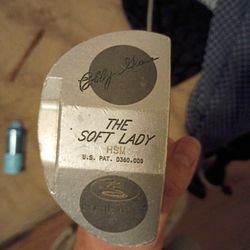 THE
SOFT LADY
HSM
U.S. PAT. D360.000